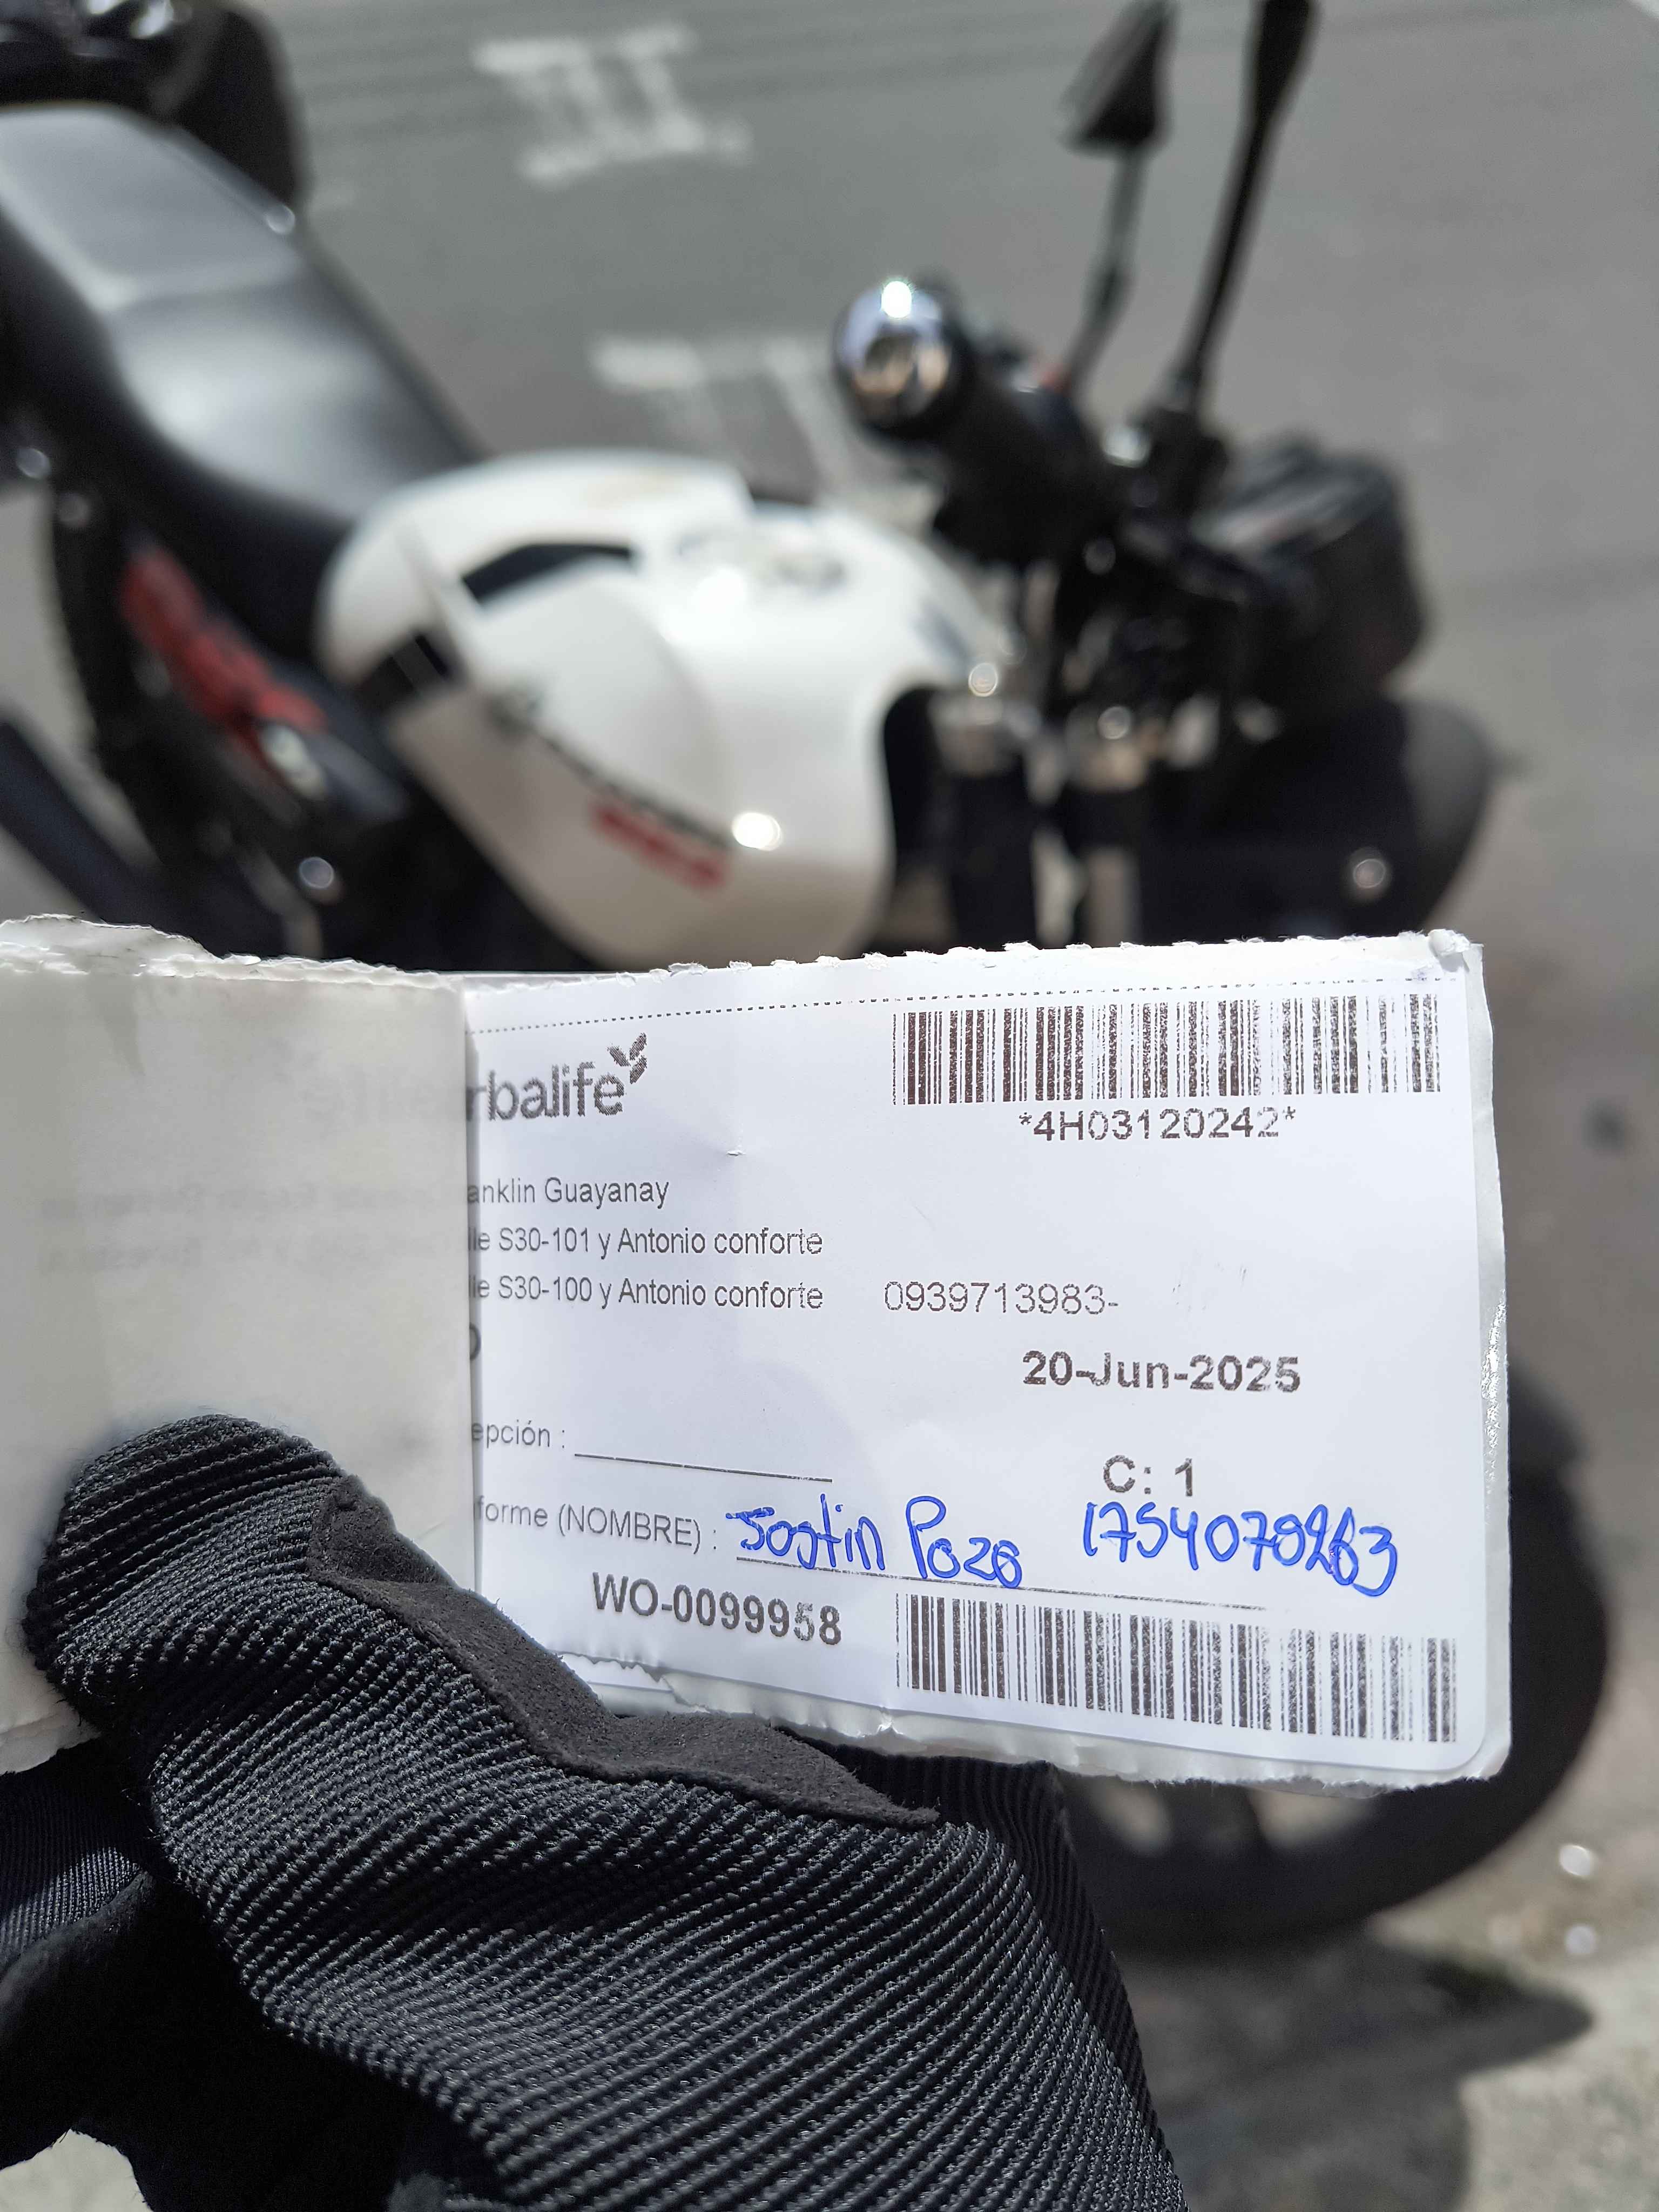 rbalife
*4H03120242*
anklin Guayanay
lle S30-101 y Antonio conforte
lle S30-100 y Antonio conforte 0939713983-
O
20-Jun-2025
epción :
C: 1
forme (NOMBRE) : Jostin Pozo 1754070263
WO-0099958